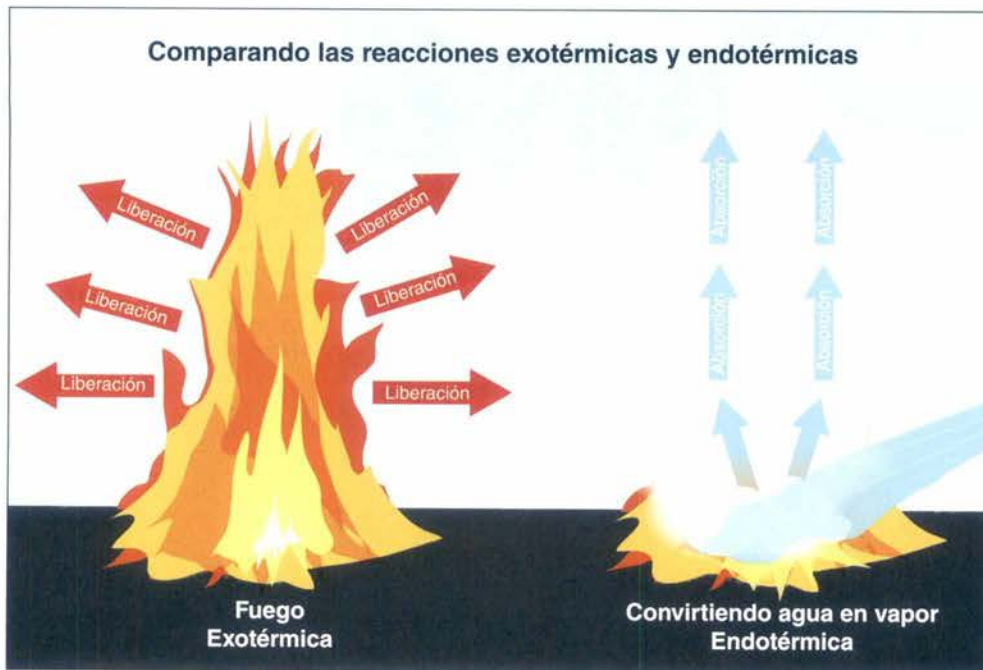 Comparando las reacciones exotérmicas y endotérmicas
Liberación
Liberación
Liberación
Liberación
Liberación
Liberación
Absorción
Absorción
Absorción
Absorción
Fuego
Exotérmica
Convirtiendo agua en vapor
Endotérmica